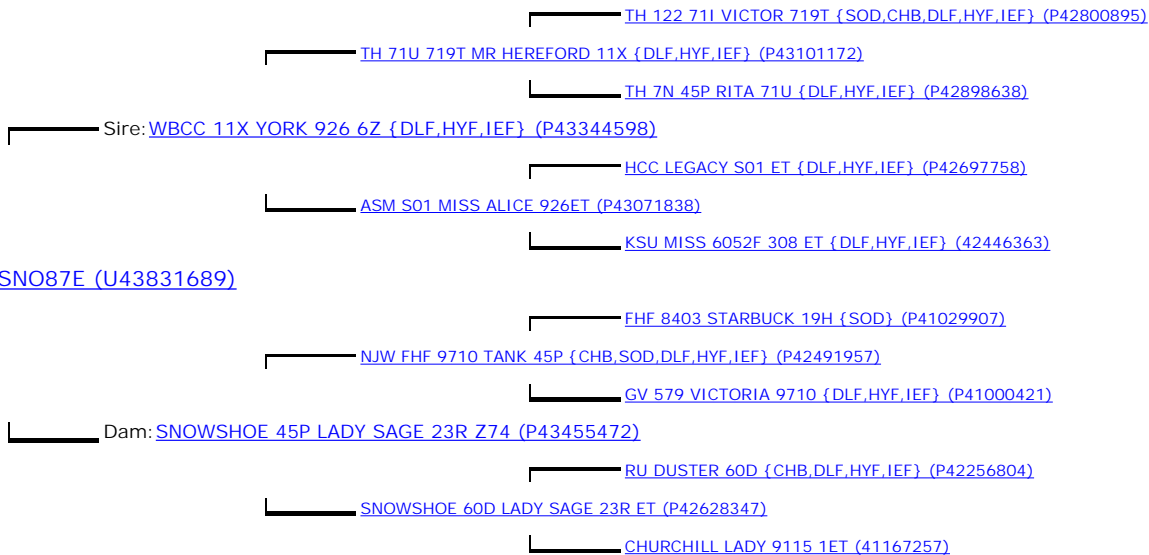 TH 122 71I VICTOR 719T {SOD,CHB,DLF,HYF,IEF} (P42800895)
TH 71U 719T MR HEREFORD 11X {DLF,HYF,IEF} (P43101172)
TH 7N 45P RITA 71U {DLF,HYF,IEF} (P42898638)
Sire: WBCC 11X YORK 926 6Z {DLF,HYF,IEF} (P43344598)
HCC LEGACY S01 ET {DLF,HYF,IEF} (P42697758)
ASM S01 MISS ALICE 926ET (P43071838)
KSU MISS 6052F 308 ET {DLF,HYF,IEF} (42446363)
SNO87E (U43831689)
FHF 8403 STARBUCK 19H {SOD} (P41029907)
NJW FHF 9710 TANK 45P {CHB,SOD,DLF,HYF,IEF} (P42491957)
GV 579 VICTORIA 9710 {DLF,HYF,IEF} (P41000421)
Dam: SNOWSHOE 45P LADY SAGE 23R Z74 (P43455472)
RU DUSTER 60D {CHB,DLF,HYF,IEF} (P42256804)
SNOWSHOE 60D LADY SAGE 23R ET (P42628347)
CHURCHILL LADY 9115 1ET (41167257)